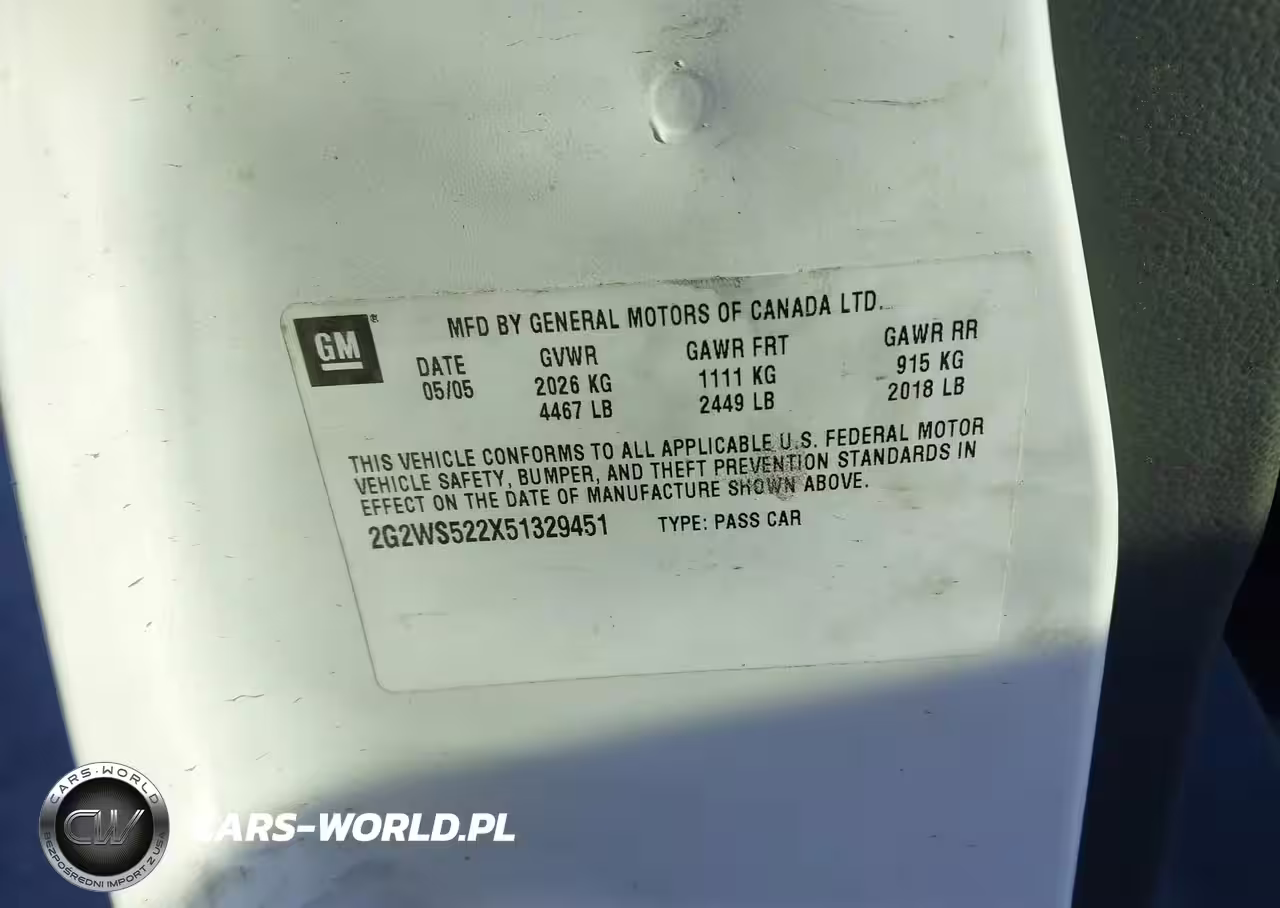 GM®
MFD BY GENERAL MOTORS OF CANADA LTD.
DATE GVWR GAWR FRT GAWR RR
05/05 2026 KG 1111 KG 915 KG
4467 LB 2449 LB 2018 LB
THIS VEHICLE CONFORMS TO ALL APPLICABLE U.S. FEDERAL MOTOR
VEHICLE SAFETY, BUMPER, AND THEFT PREVENTION STANDARDS IN
EFFECT ON THE DATE OF MANUFACTURE SHOWN ABOVE.
2G2WS522X51329451 TYPE: PASS CAR
CARS-WORLD
CW
BEZPOŚREDNI IMPORT Z USA
CARS-WORLD.PL